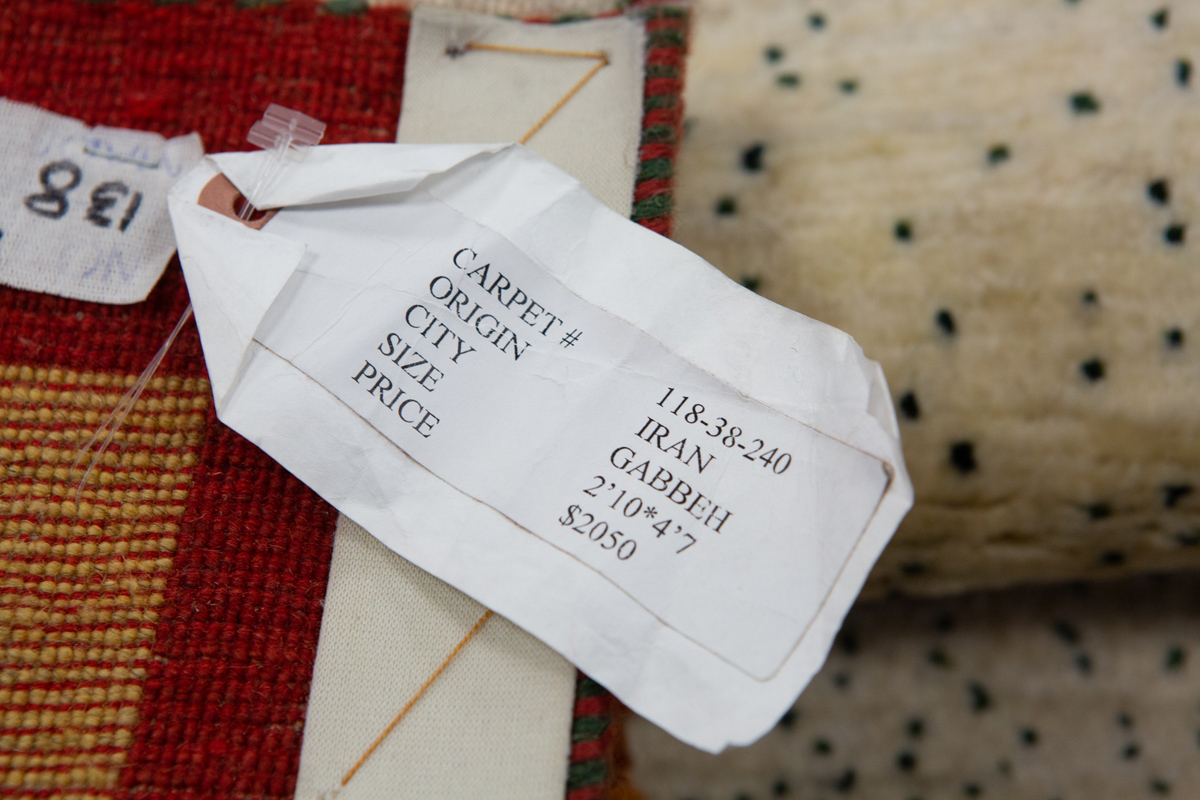 138
CARPET # 118-38-240
ORIGIN IRAN
CITY GABBEH
SIZE 2'10*4'7
PRICE $2050